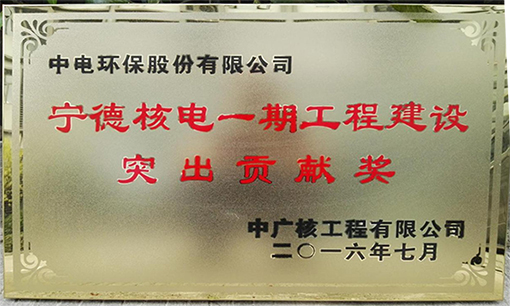 中电环保股份有限公司
宁德核电一期工程建设
突出贡献奖
中广核工程有限公司
二〇一六年七月